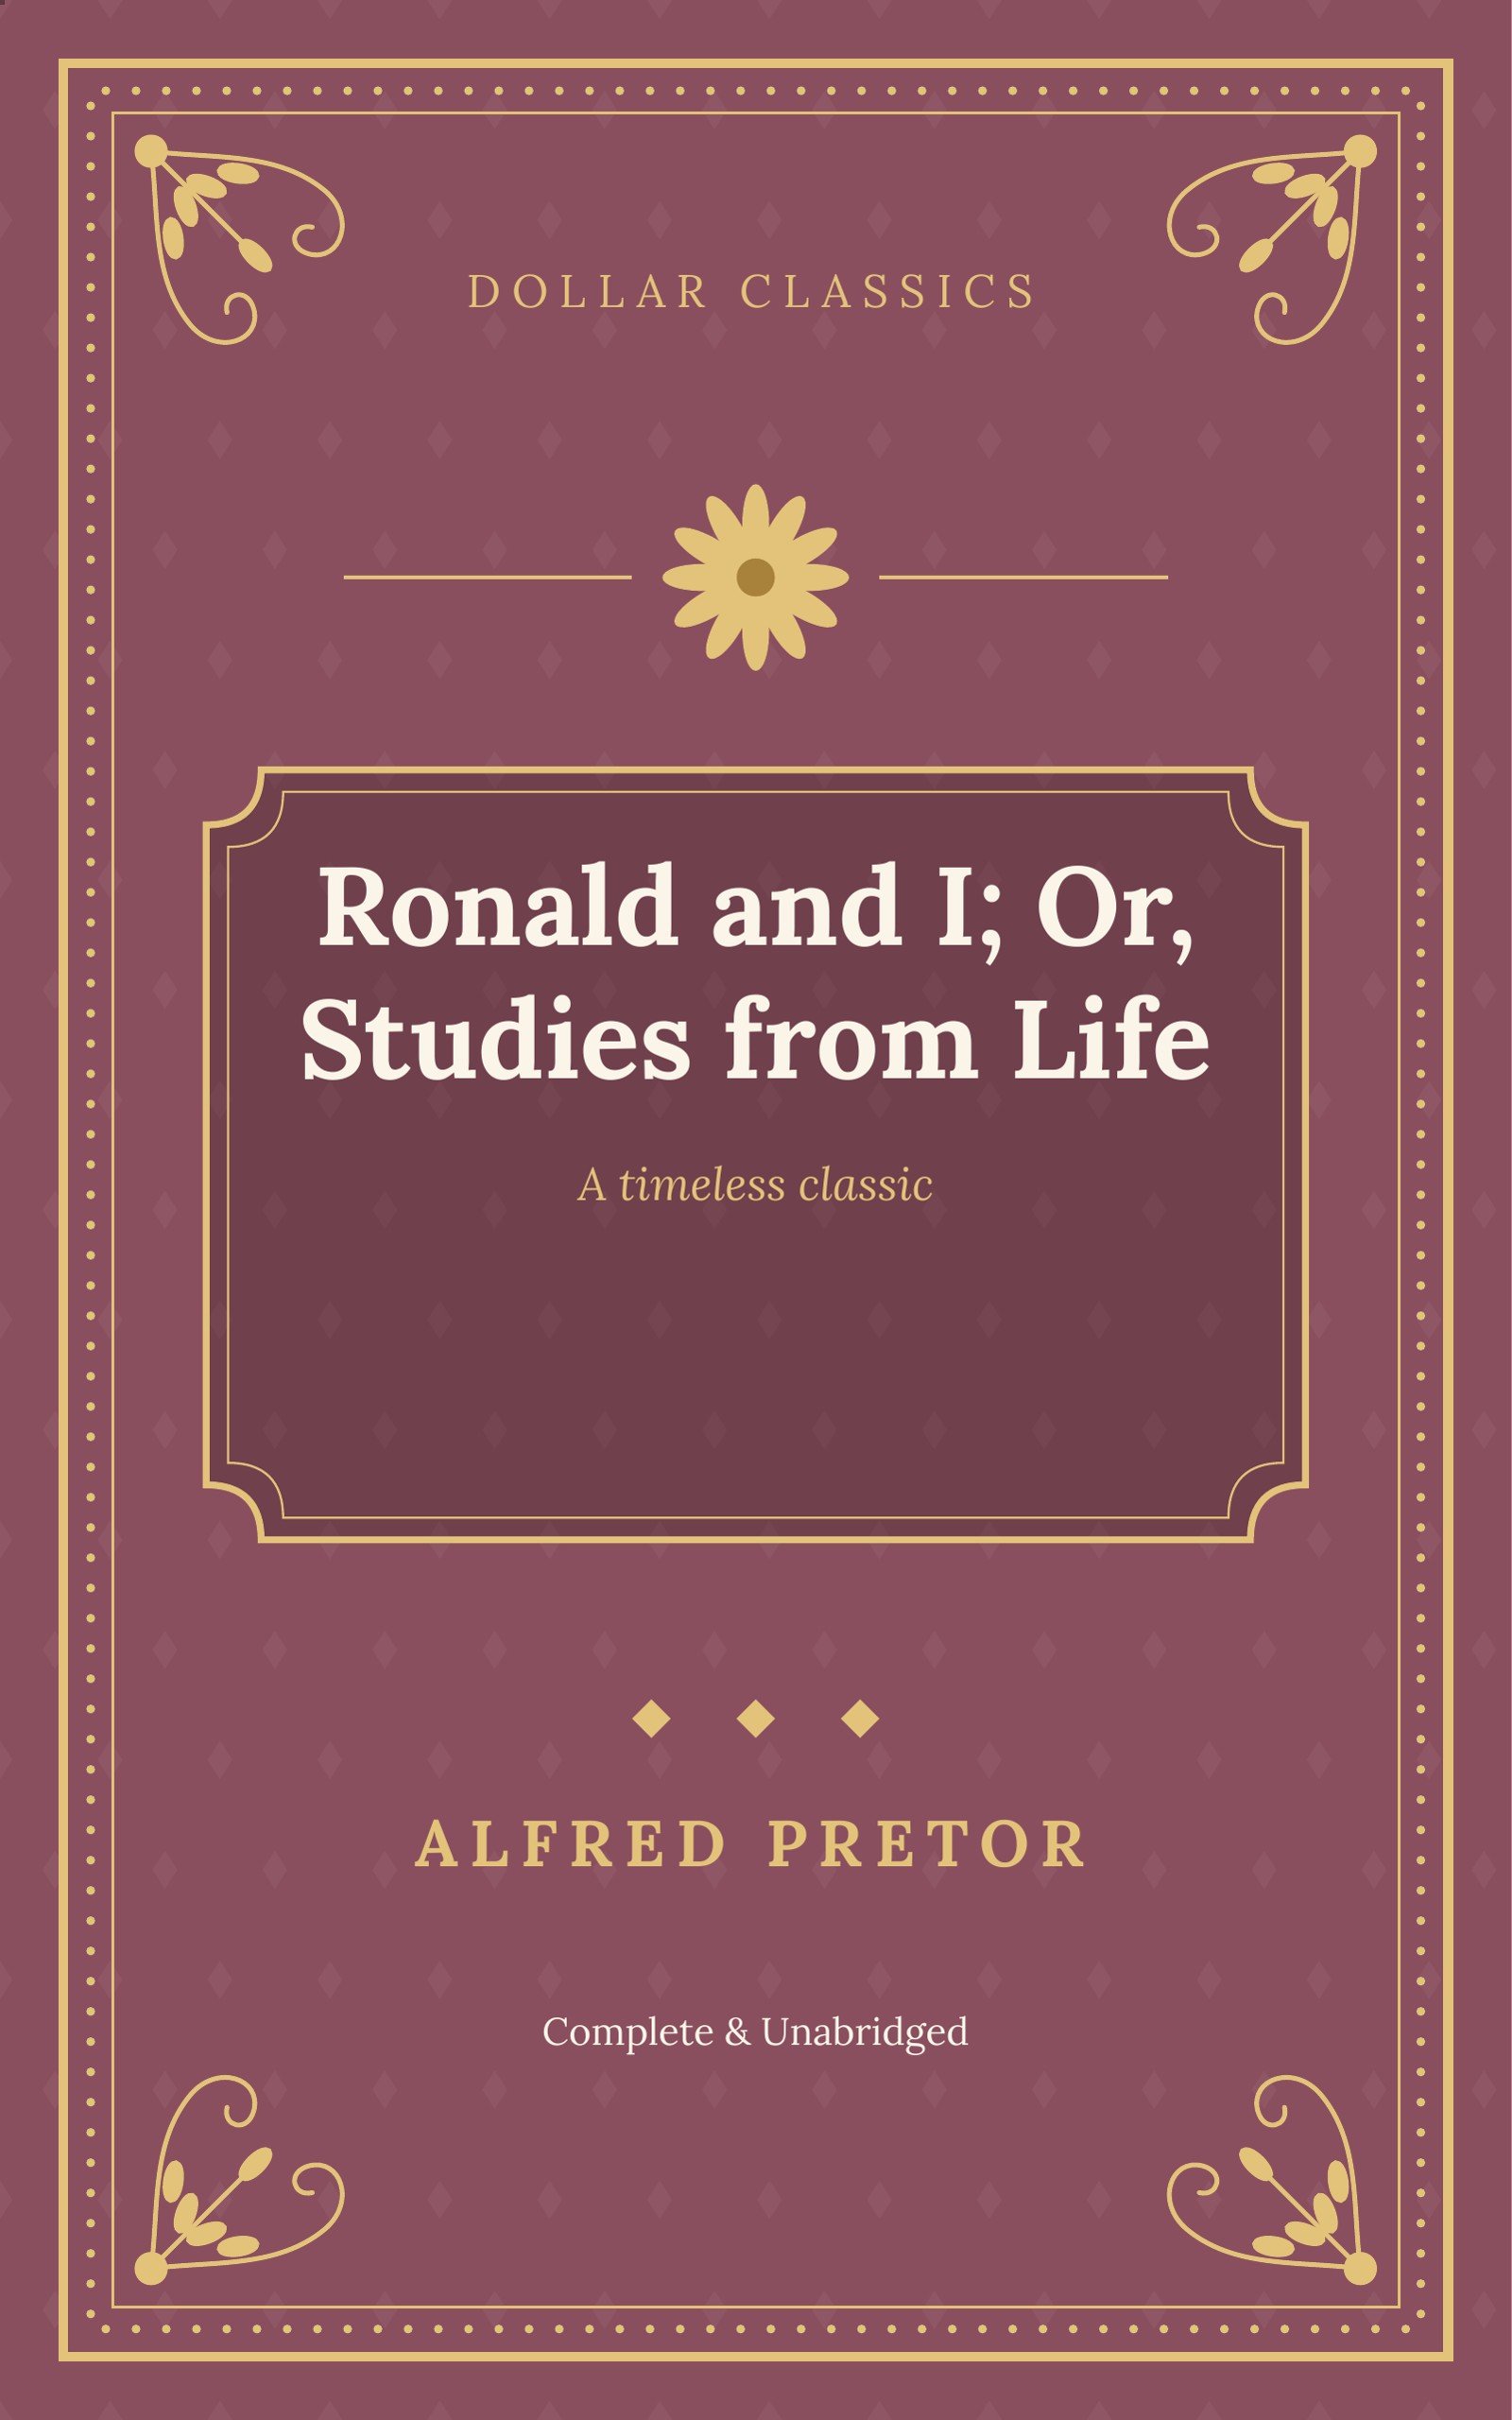 DOLLAR CLASSICS
Ronald and I; Or,
Studies from Life
A timeless classic
ALFRED PRETOR
Complete & Unabridged